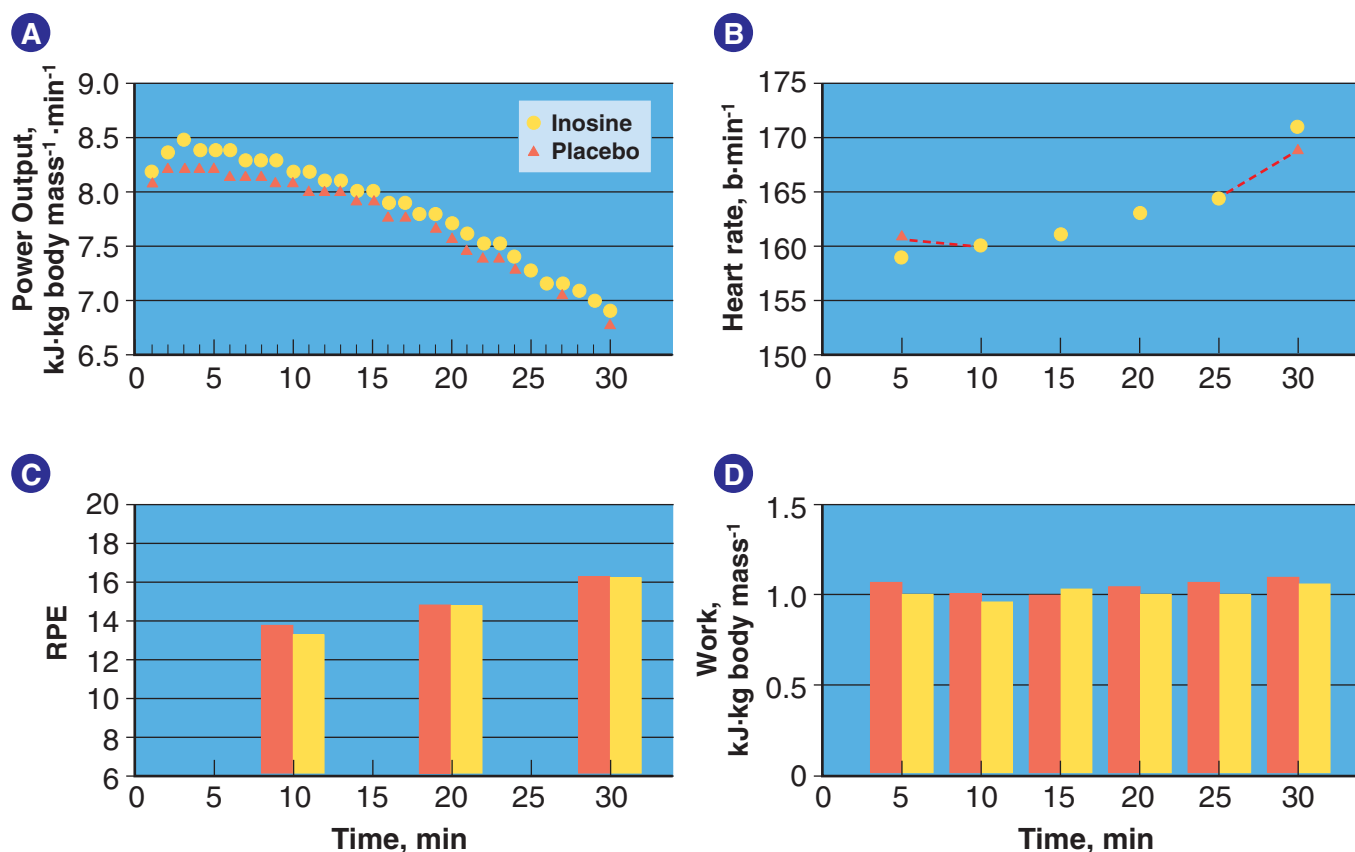 A
Power Output,
kJ·kg body mass⁻¹·min⁻¹
9.0
8.5
8.0
7.5
7.0
6.5
0 5 10 15 20 25 30
Inosine
Placebo
B
Heart rate, b·min⁻¹
175
170
165
160
155
150
0 5 10 15 20 25 30
C
RPE
20
18
16
14
12
10
8
6
0 5 10 15 20 25 30
Time, min
D
Work,
kJ·kg body mass⁻¹
1.5
1.0
0.5
0
0 5 10 15 20 25 30
Time, min